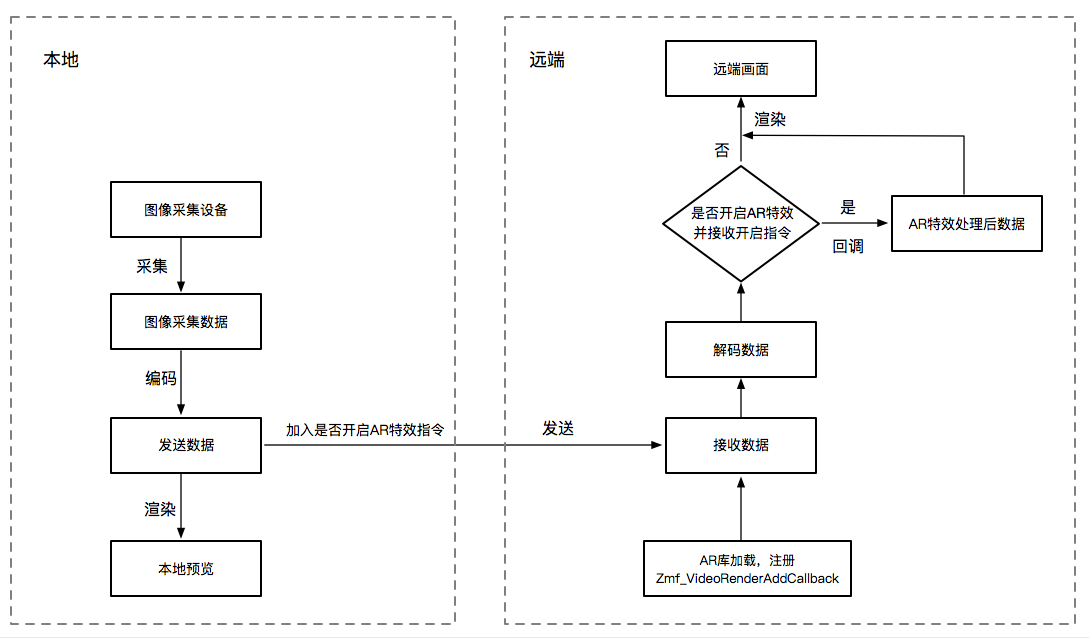 本地
图像采集设备
采集
图像采集数据
编码
发送数据
渲染
本地预览
加入是否开启AR特效指令
发送
远端
远端画面
渲染
否
是否开启AR特效
并接收开启指令
是
回调
AR特效处理后数据
解码数据
接收数据
AR库加载，注册
Zmf_VideoRenderAddCallback